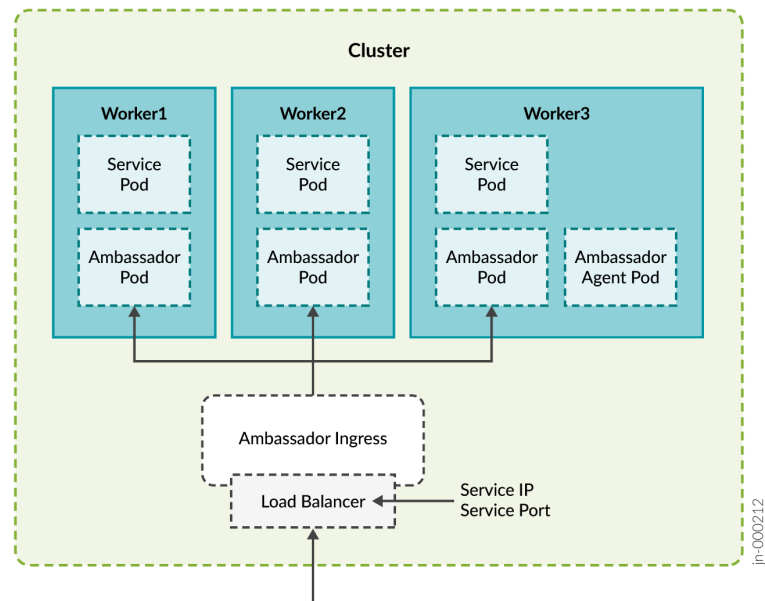 Cluster
Worker1
Worker2
Worker3
Service
Pod
Service
Pod
Service
Pod
Ambassador
Pod
Ambassador
Pod
Ambassador
Pod
Ambassador
Agent Pod
Ambassador Ingress
Load Balancer
Service IP
Service Port
jn-000212